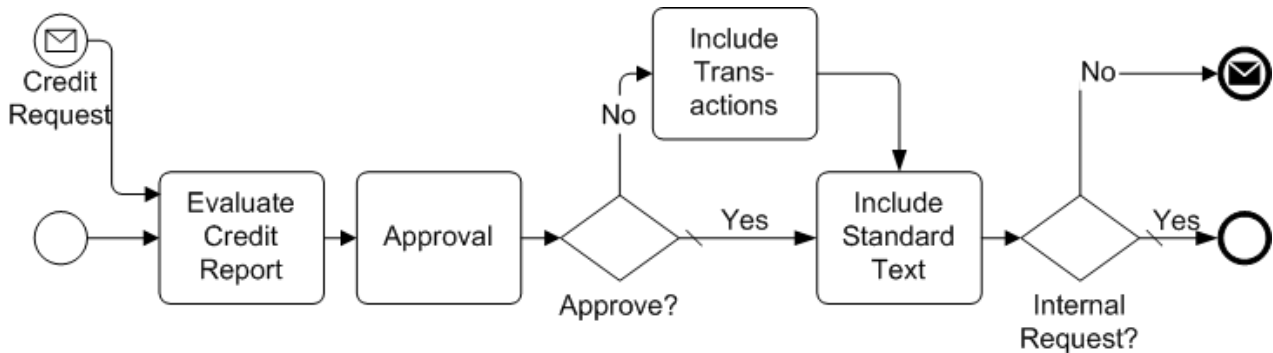 Credit
Request
Evaluate
Credit
Report
Approval
Approve?
No
Yes
Include
Trans-
actions
Include
Standard
Text
Internal
Request?
No
Yes